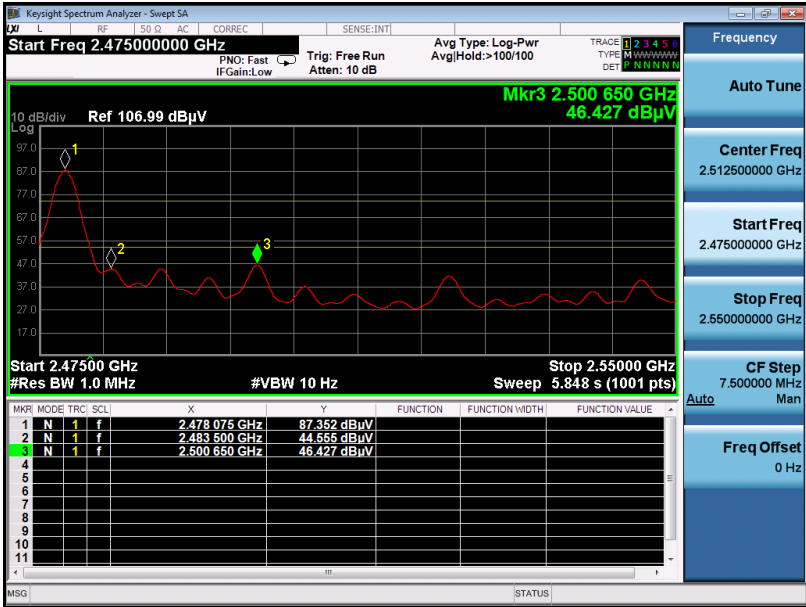 Keysight Spectrum Analyzer - Swept SA
LXI L RF 50 Ω AC CORREC SENSE:INT
Start Freq 2.475000000 GHz
PNO: Fast
IFGain:Low
Trig: Free Run
Atten: 10 dB
Avg Type: Log-Pwr
Avg|Hold:>100/100
TRACE 1 2 3 4 5 6
TYPE M W W W W W
DET P N N N N N
Mkr3 2.500 650 GHz
46.427 dBµV
10 dB/div Ref 106.99 dBµV
Log
97.0
87.0
77.0
67.0
57.0
47.0
37.0
27.0
17.0
1
2
3
Start 2.47500 GHz Stop 2.55000 GHz
#Res BW 1.0 MHz #VBW 10 Hz Sweep 5.848 s (1001 pts)
MKR MODE TRC SCL X Y FUNCTION FUNCTION WIDTH FUNCTION VALUE
1 N 1 f 2.478 075 GHz 87.352 dBµV
2 N 1 f 2.483 500 GHz 44.555 dBµV
3 N 1 f 2.500 650 GHz 46.427 dBµV
4
5
6
7
8
9
10
11
MSG STATUS
Frequency
Auto Tune
Center Freq
2.512500000 GHz
Start Freq
2.475000000 GHz
Stop Freq
2.550000000 GHz
CF Step
7.500000 MHz
Auto Man
Freq Offset
0 Hz